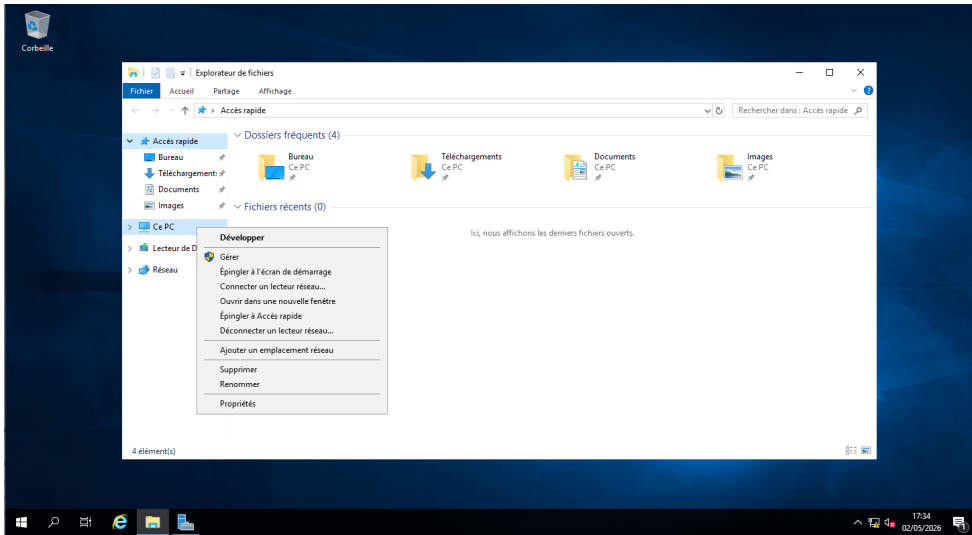 Corbeille
Explorateur de fichiers
Fichier Accueil Partage Affichage
Accès rapide
Rechercher dans : Accès rapide
Accès rapide
Bureau
Téléchargement
Documents
Images
Ce PC
Lecteur de D
Réseau
Dossiers fréquents (4)
Bureau
Ce PC
Téléchargements
Ce PC
Documents
Ce PC
Images
Ce PC
Fichiers récents (0)
Ici, nous affichons les derniers fichiers ouverts.
Développer
Gérer
Épingler à l'écran de démarrage
Connecter un lecteur réseau...
Ouvrir dans une nouvelle fenêtre
Épingler à Accès rapide
Déconnecter un lecteur réseau...
Ajouter un emplacement réseau
Supprimer
Renommer
Propriétés
4 élément(s)
17:34
02/05/2026
1